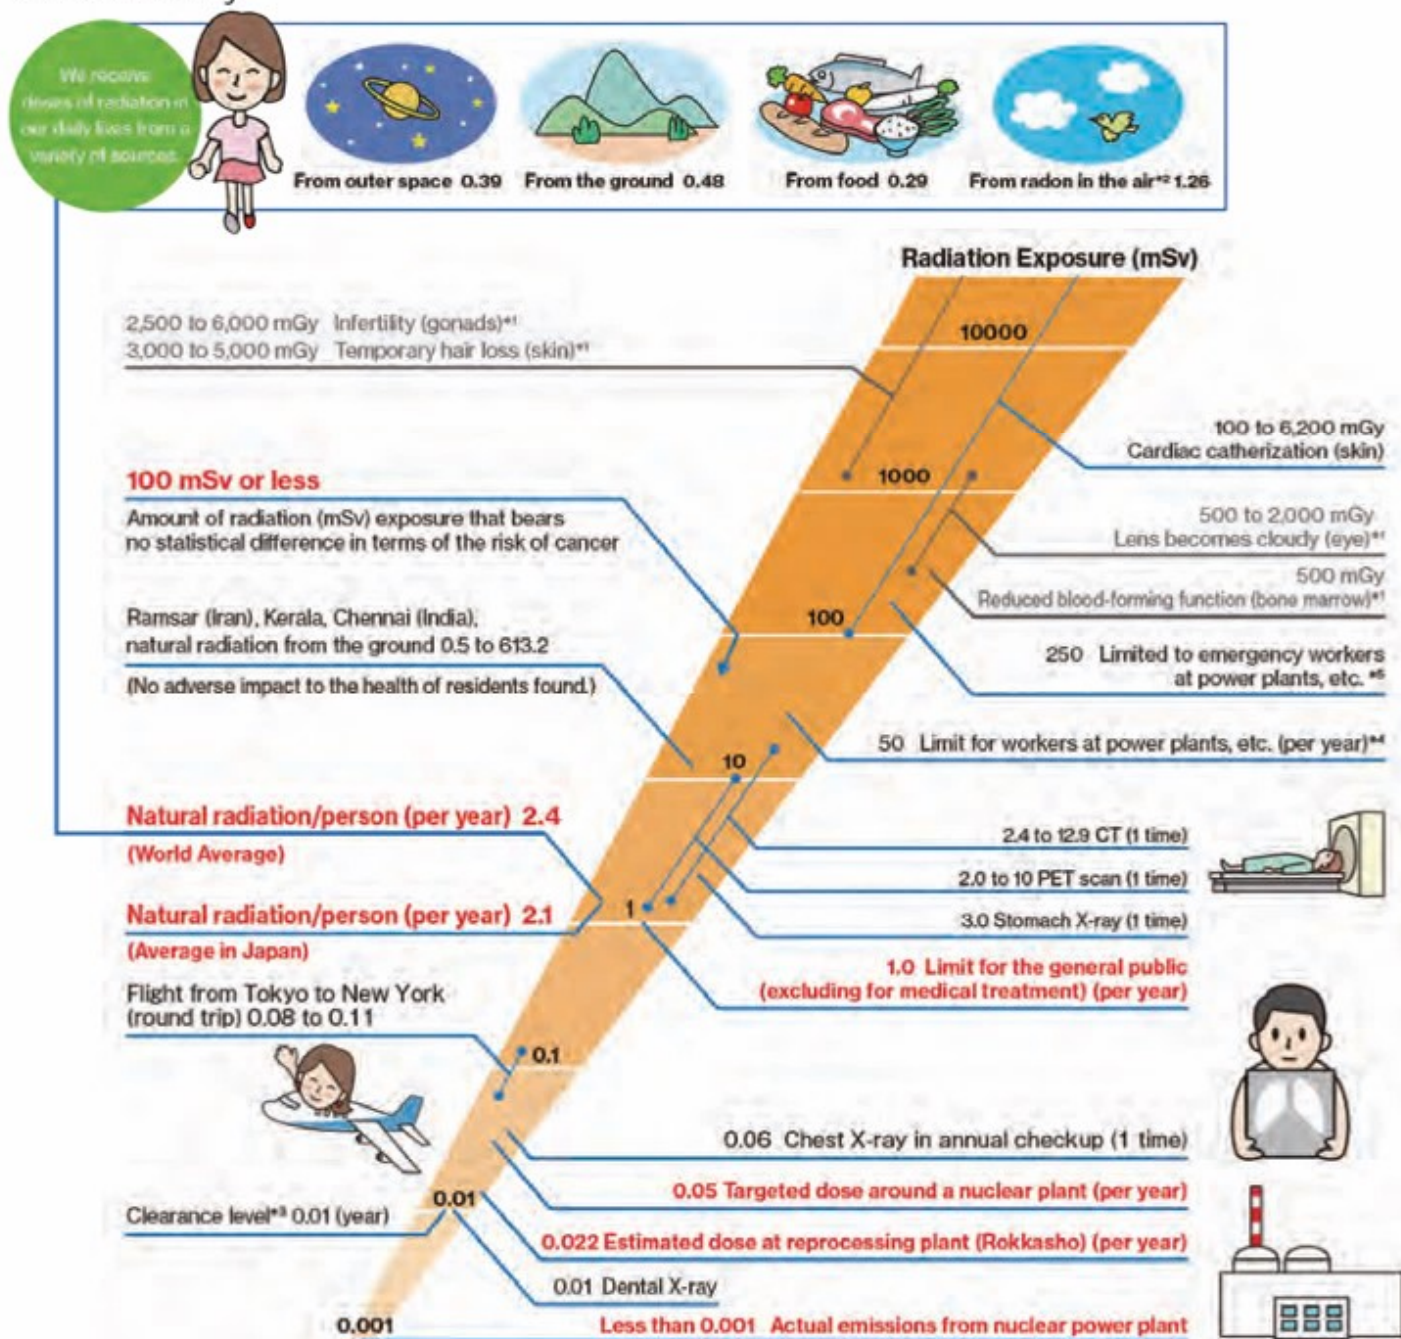 We receive
doses of radiation in
our daily lives from a
variety of sources.
From outer space 0.39
From the ground 0.48
From food 0.29
From radon in the air*2 1.26
Radiation Exposure (mSv)
10000
1000
100
10
1
0.1
0.01
0.001
2,500 to 6,000 mGy Infertility (gonads)*1
3,000 to 5,000 mGy Temporary hair loss (skin)*1
100 mSv or less
Amount of radiation (mSv) exposure that bears
no statistical difference in terms of the risk of cancer
Ramsar (Iran), Kerala, Chennai (India),
natural radiation from the ground 0.5 to 613.2
(No adverse impact to the health of residents found.)
Natural radiation/person (per year) 2.4
(World Average)
Natural radiation/person (per year) 2.1
(Average in Japan)
Flight from Tokyo to New York
(round trip) 0.08 to 0.11
Clearance level*3 0.01 (year)
100 to 6,200 mGy
Cardiac catherization (skin)
500 to 2,000 mGy
Lens becomes cloudy (eye)*1
500 mGy
Reduced blood-forming function (bone marrow)*1
250 Limited to emergency workers
at power plants, etc. *5
50 Limit for workers at power plants, etc. (per year)*4
2.4 to 12.9 CT (1 time)
2.0 to 10 PET scan (1 time)
3.0 Stomach X-ray (1 time)
1.0 Limit for the general public
(excluding for medical treatment) (per year)
0.06 Chest X-ray in annual checkup (1 time)
0.05 Targeted dose around a nuclear plant (per year)
0.022 Estimated dose at reprocessing plant (Rokkasho) (per year)
0.01 Dental X-ray
Less than 0.001 Actual emissions from nuclear power plant